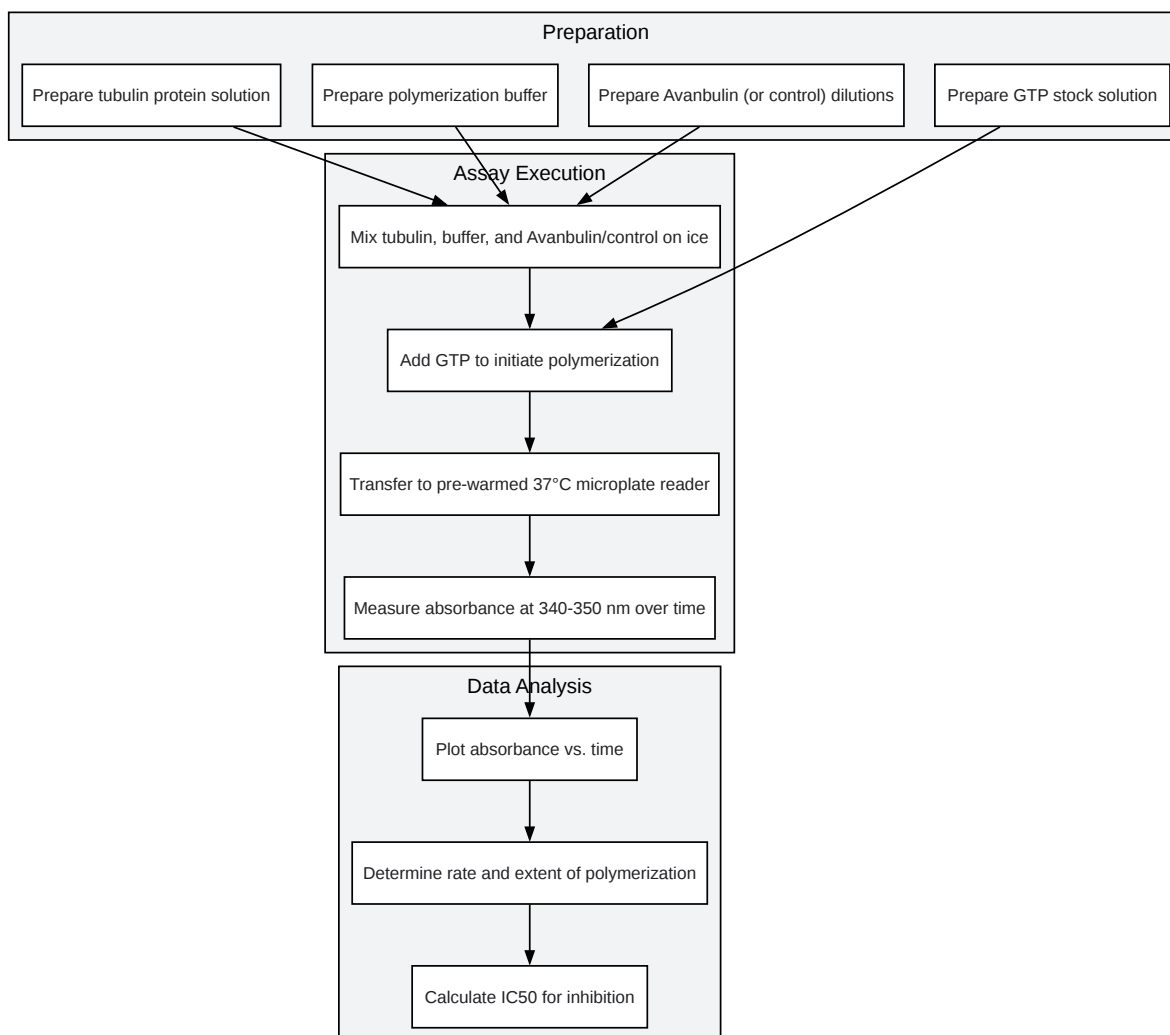 Preparation
Prepare tubulin protein solution
Prepare polymerization buffer
Prepare Avanbulin (or control) dilutions
Prepare GTP stock solution
Assay Execution
Mix tubulin, buffer, and Avanbulin/control on ice
Add GTP to initiate polymerization
Transfer to pre-warmed 37°C microplate reader
Measure absorbance at 340-350 nm over time
Data Analysis
Plot absorbance vs. time
Determine rate and extent of polymerization
Calculate IC50 for inhibition